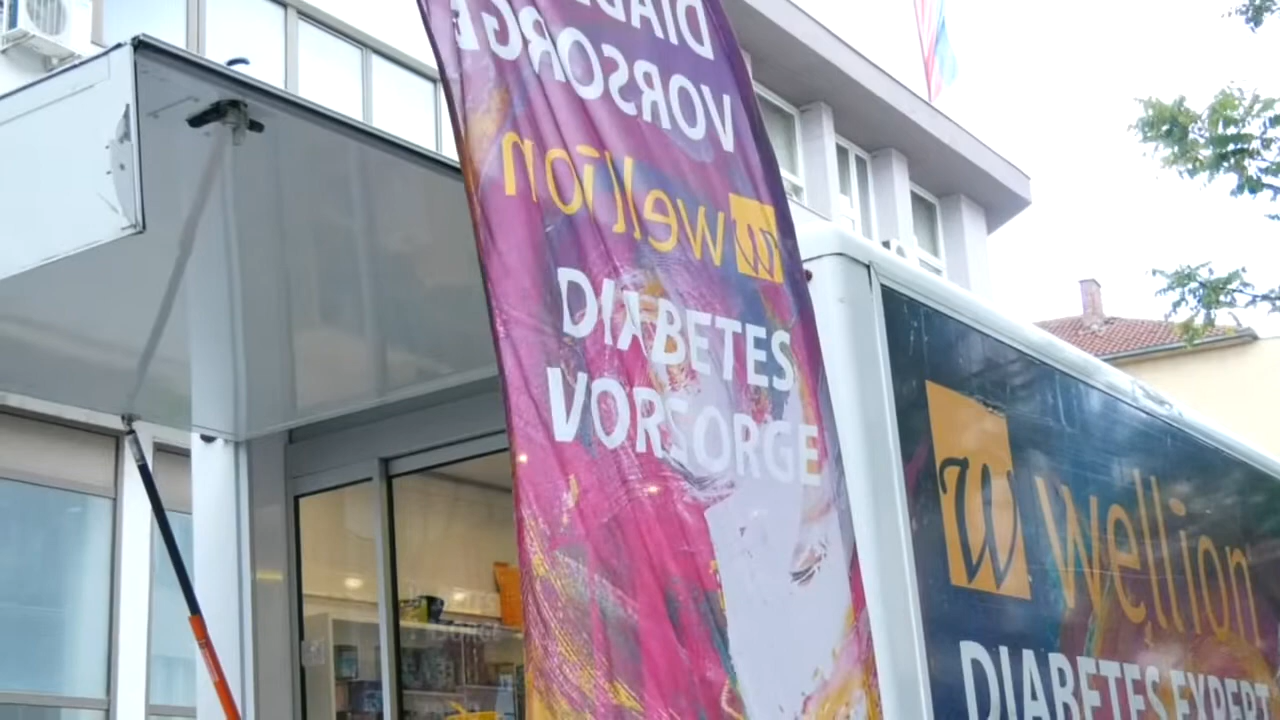 DIABETES
VORSORGE
wellion
w
DIABETES
VORSORGE
w
wellion
DIABETES EXPERT